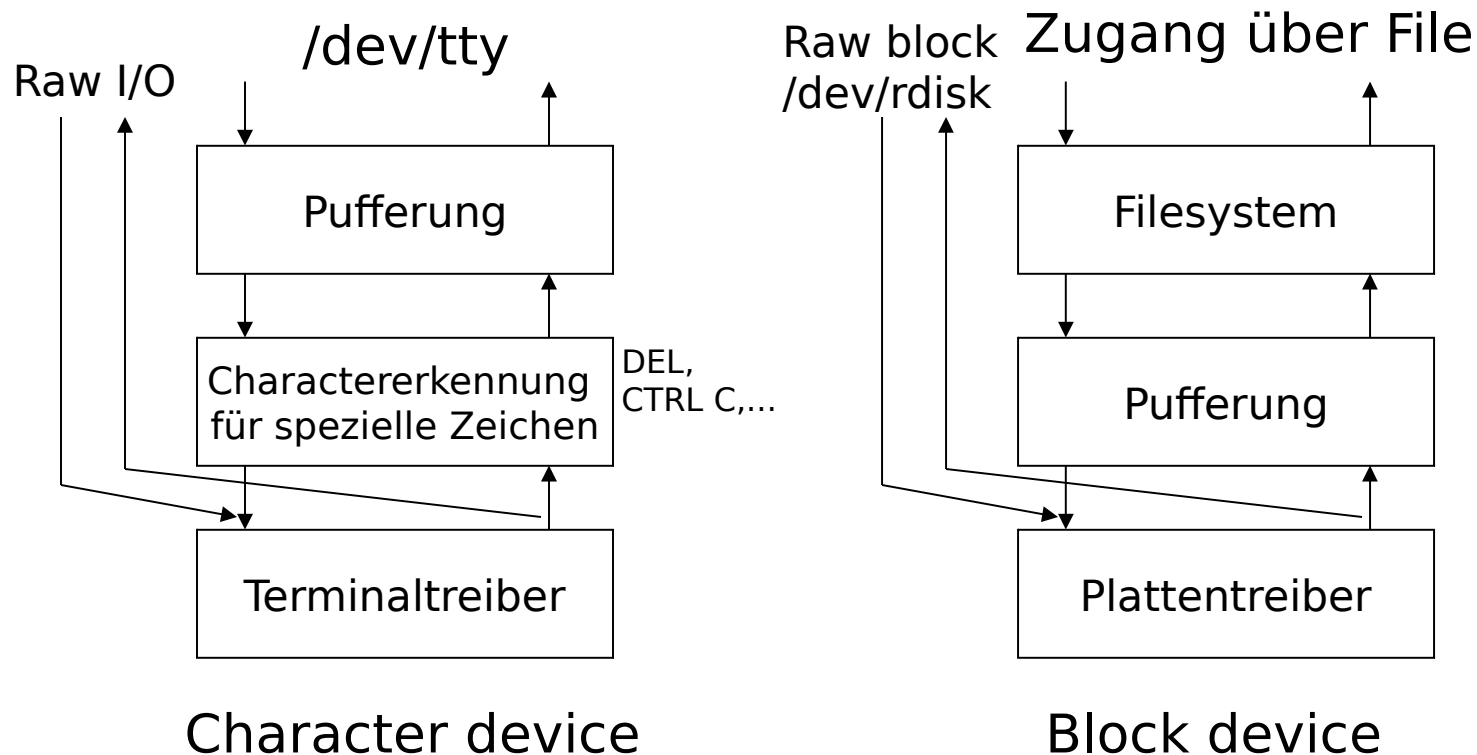 Raw I/O
/dev/tty
Pufferung
Charactererkennung
für spezielle Zeichen
DEL,
CTRL C,...
Terminaltreiber
Character device
Raw block
/dev/rdisk
Zugang über File
Filesystem
Pufferung
Plattentreiber
Block device